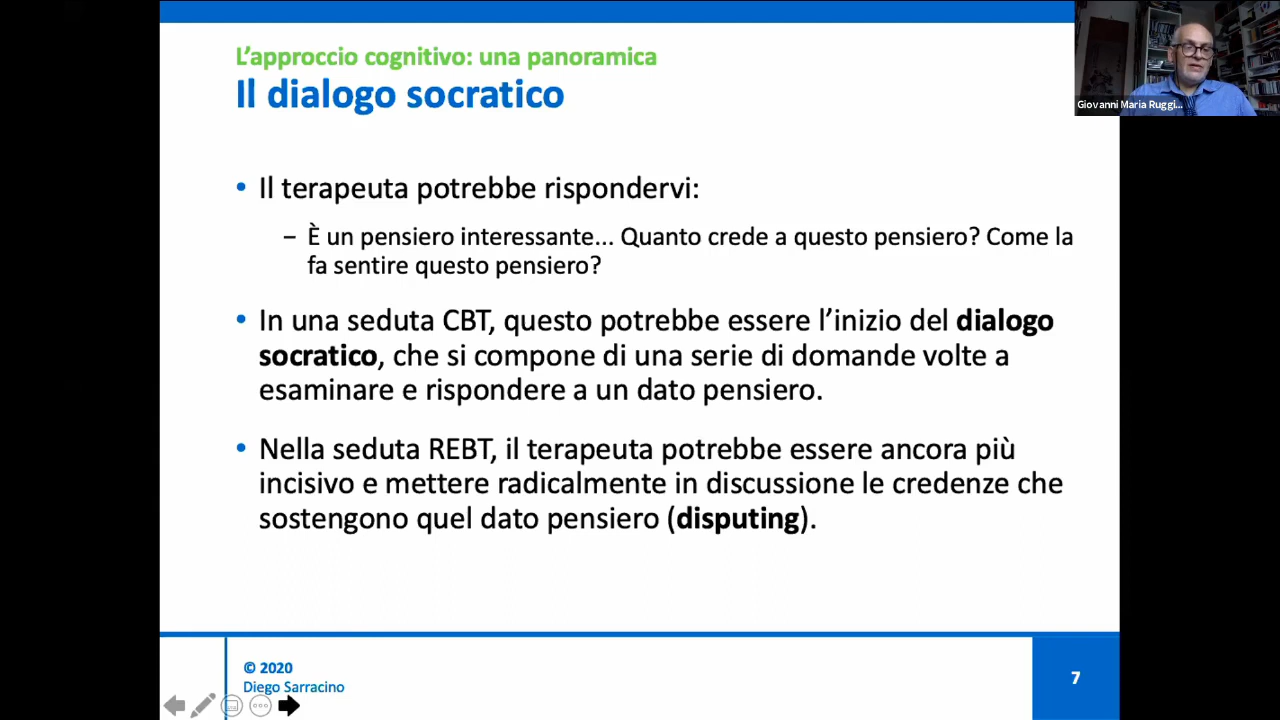 L'approccio cognitivo: una panoramica
Il dialogo socratico
Giovanni Maria Ruggi...
• Il terapeuta potrebbe rispondervi:
– È un pensiero interessante... Quanto crede a questo pensiero? Come la
fa sentire questo pensiero?
• In una seduta CBT, questo potrebbe essere l'inizio del dialogo
socratico, che si compone di una serie di domande volte a
esaminare e rispondere a un dato pensiero.
• Nella seduta REBT, il terapeuta potrebbe essere ancora più
incisivo e mettere radicalmente in discussione le credenze che
sostengono quel dato pensiero (disputing).
© 2020
Diego Sarracino
7